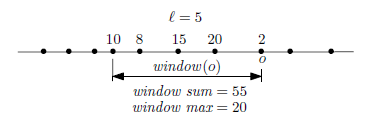 ℓ = 5
10 8 15 20 2
window(o) o
window sum = 55
window max = 20